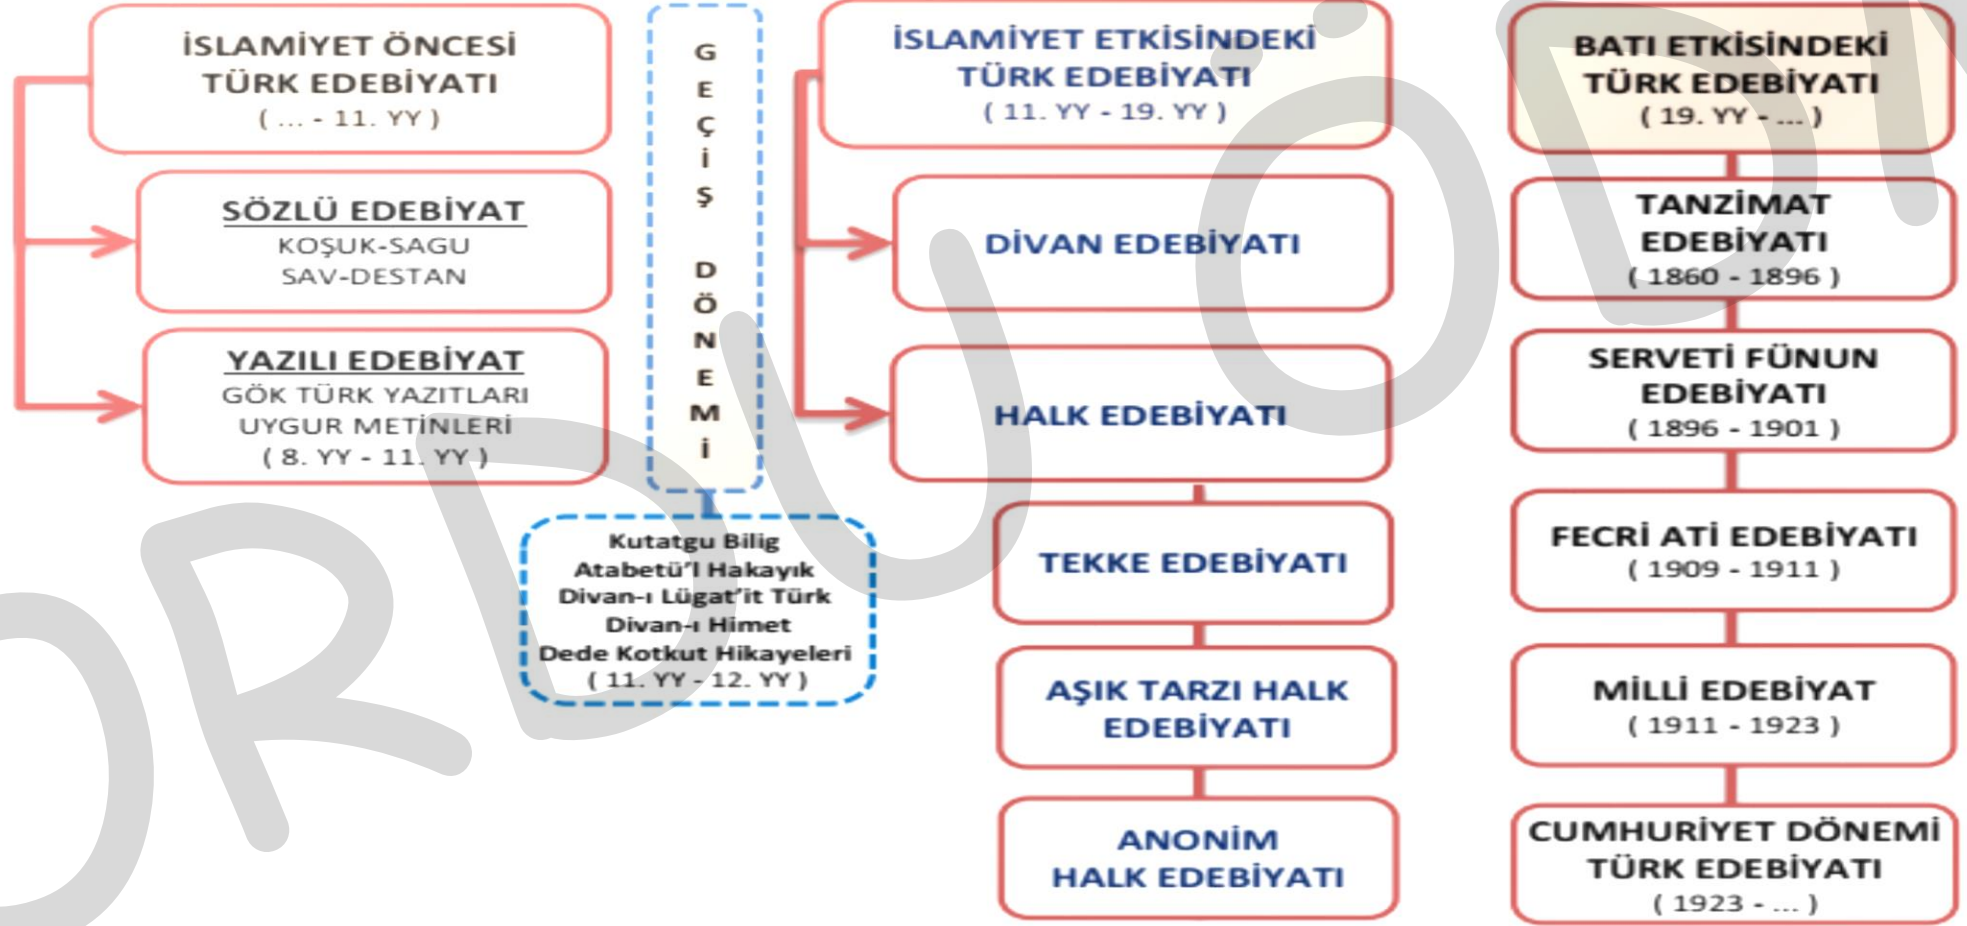 İSLAMİYET ÖNCESİ
TÜRK EDEBİYATI
( ... - 11. YY )
SÖZLÜ EDEBİYAT
KOŞUK-SAGU
SAV-DESTAN
YAZILI EDEBİYAT
GÖK TÜRK YAZITLARI
UYGUR METİNLERİ
( 8. YY - 11. YY )
GEÇİŞ DÖNEMİ
Kutatgu Bilig
Atabetü'l Hakayık
Divan-ı Lügat'it Türk
Divan-ı Himet
Dede Kotkut Hikayeleri
( 11. YY - 12. YY )
İSLAMİYET ETKİSİNDEKİ
TÜRK EDEBİYATI
( 11. YY - 19. YY )
DİVAN EDEBİYATI
HALK EDEBİYATI
TEKKE EDEBİYATI
AŞIK TARZI HALK
EDEBİYATI
ANONİM
HALK EDEBİYATI
BATI ETKİSİNDEKİ
TÜRK EDEBİYATI
( 19. YY - ... )
TANZİMAT
EDEBİYATI
( 1860 - 1896 )
SERVETİ FÜNUN
EDEBİYATI
( 1896 - 1901 )
FECRİ ATİ EDEBİYATI
( 1909 - 1911 )
MİLLİ EDEBİYAT
( 1911 - 1923 )
CUMHURİYET DÖNEMİ
TÜRK EDEBİYATI
( 1923 - ... )
ORDU